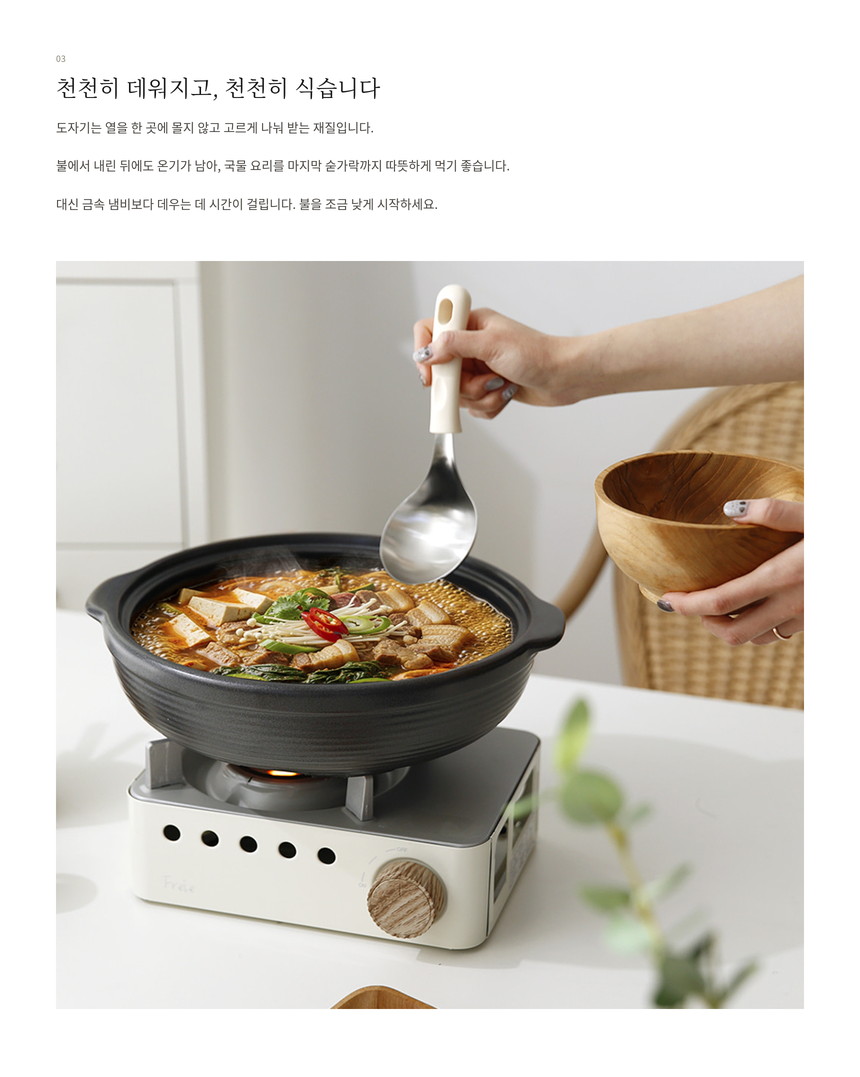 03
천천히 데워지고, 천천히 식습니다
도자기는 열을 한 곳에 몰지 않고 고르게 나눠 받는 재질입니다.
불에서 내린 뒤에도 온기가 남아, 국물 요리를 마지막 숟가락까지 따뜻하게 먹기 좋습니다.
대신 금속 냄비보다 데우는 데 시간이 걸립니다. 불을 조금 낮게 시작하세요.